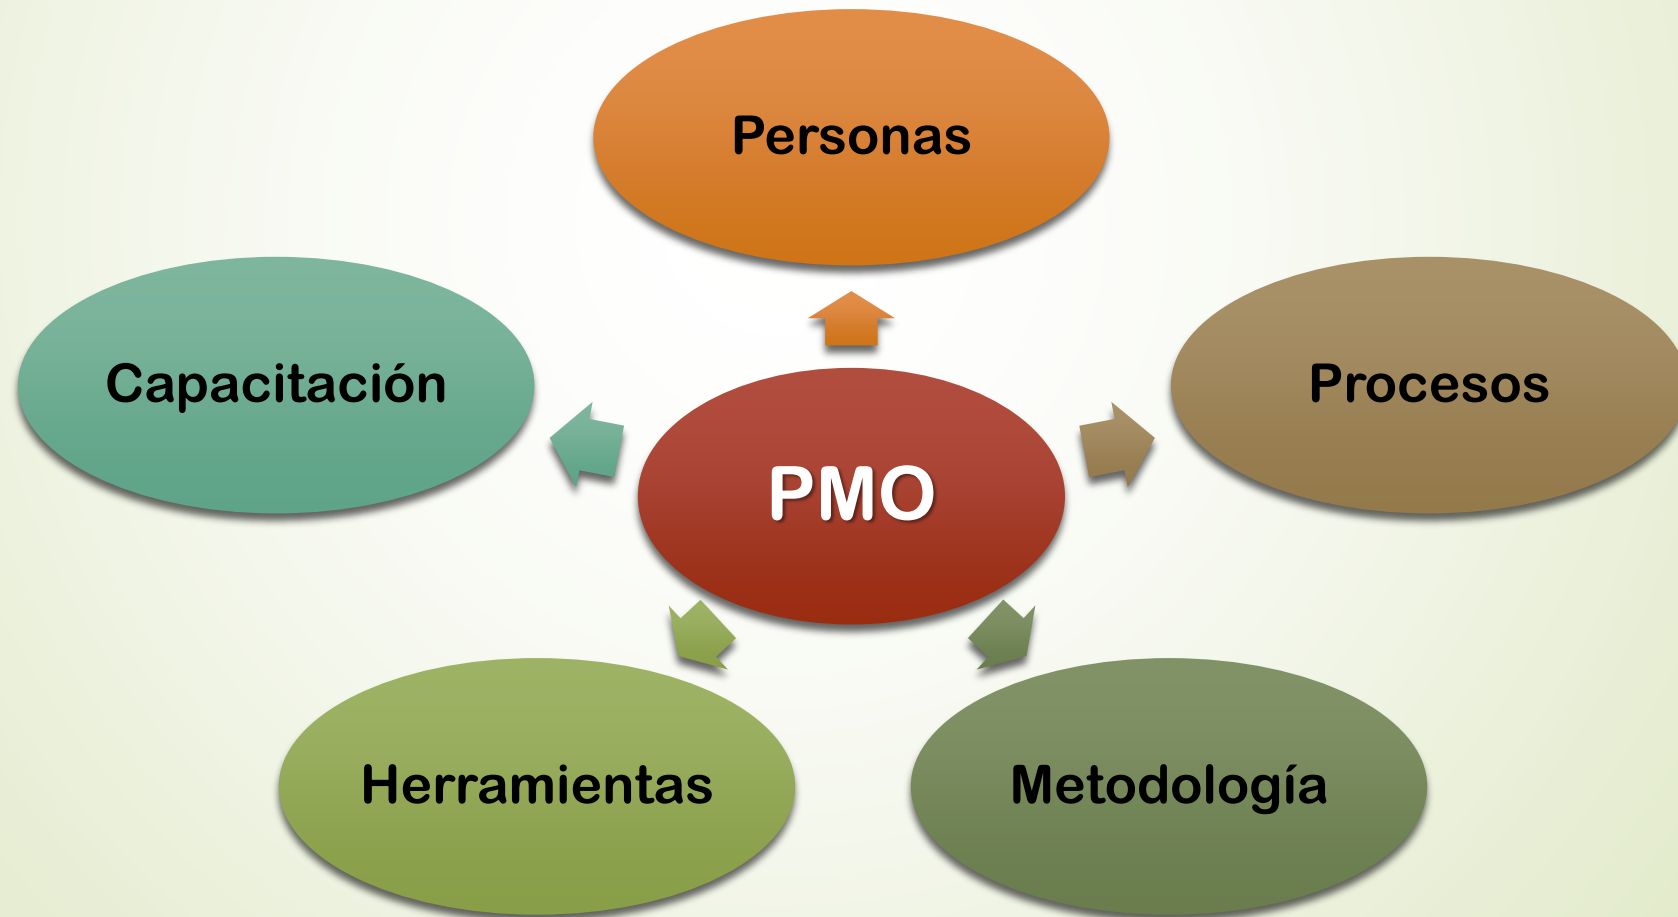 Personas
Capacitación
Procesos
PMO
Herramientas
Metodología